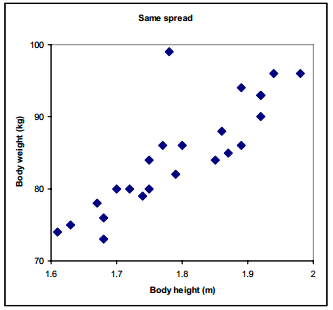 Same spread
Body weight (kg)
100
90
80
70
1.6 1.7 1.8 1.9 2
Body height (m)